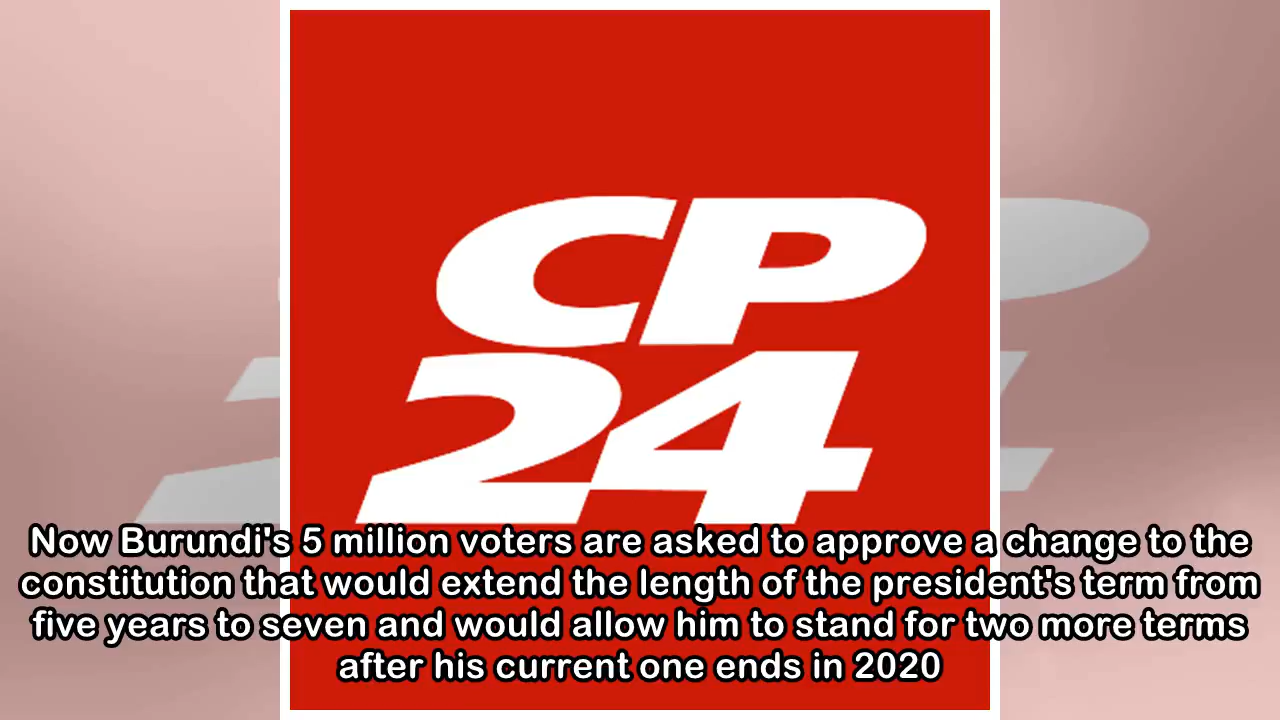 CP
24
Now Burundi's 5 million voters are asked to approve a change to the
constitution that would extend the length of the president's term from
five years to seven and would allow him to stand for two more terms
after his current one ends in 2020